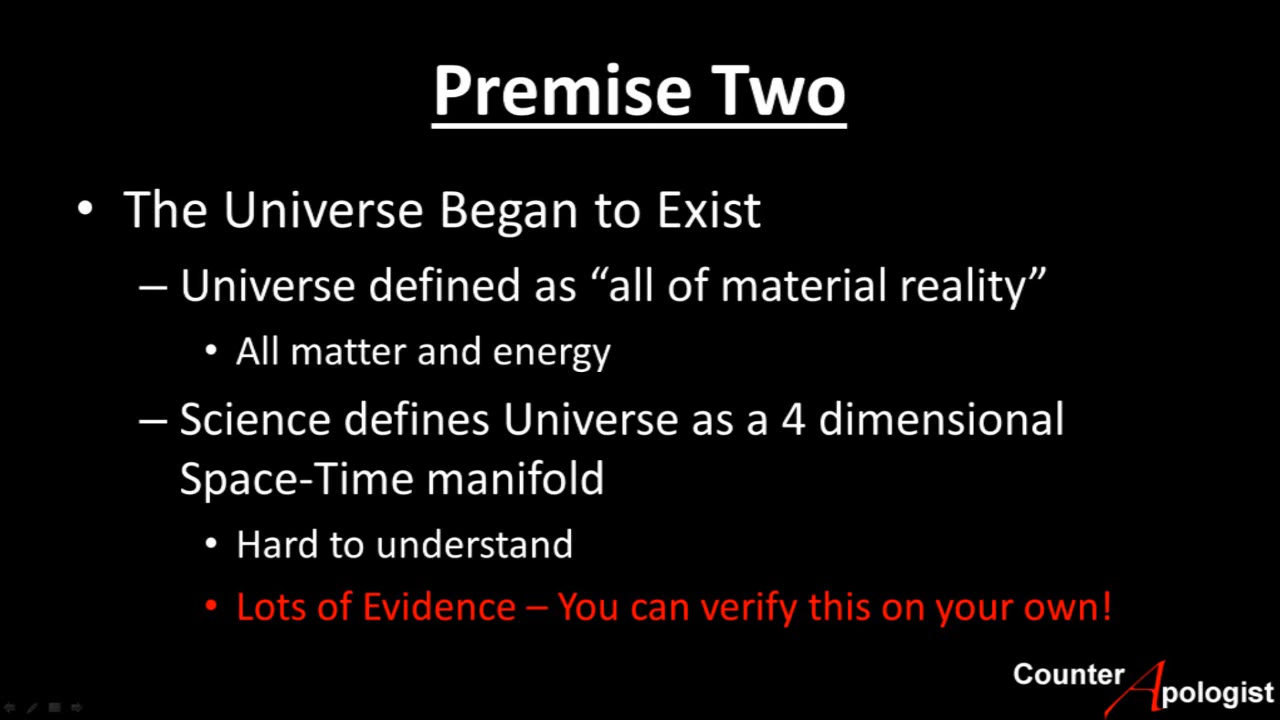 Premise Two
• The Universe Began to Exist
– Universe defined as “all of material reality”
• All matter and energy
– Science defines Universe as a 4 dimensional
Space-Time manifold
• Hard to understand
• Lots of Evidence – You can verify this on your own!
Counter
Apologist